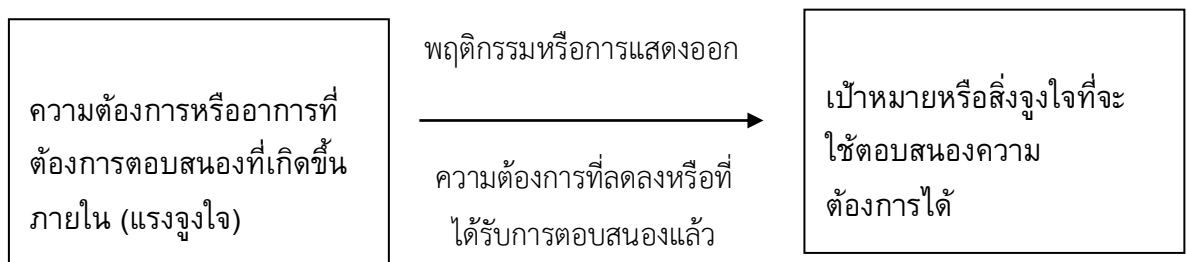 ความต้องการหรืออาการที่
ต้องการตอบสนองที่เกิดขึ้น
ภายใน (แรงจูงใจ)
พฤติกรรมหรือการแสดงออก
ความต้องการที่ลดลงหรือที่
ได้รับการตอบสนองแล้ว
เป้าหมายหรือสิ่งจูงใจที่จะ
ใช้ตอบสนองความ
ต้องการได้